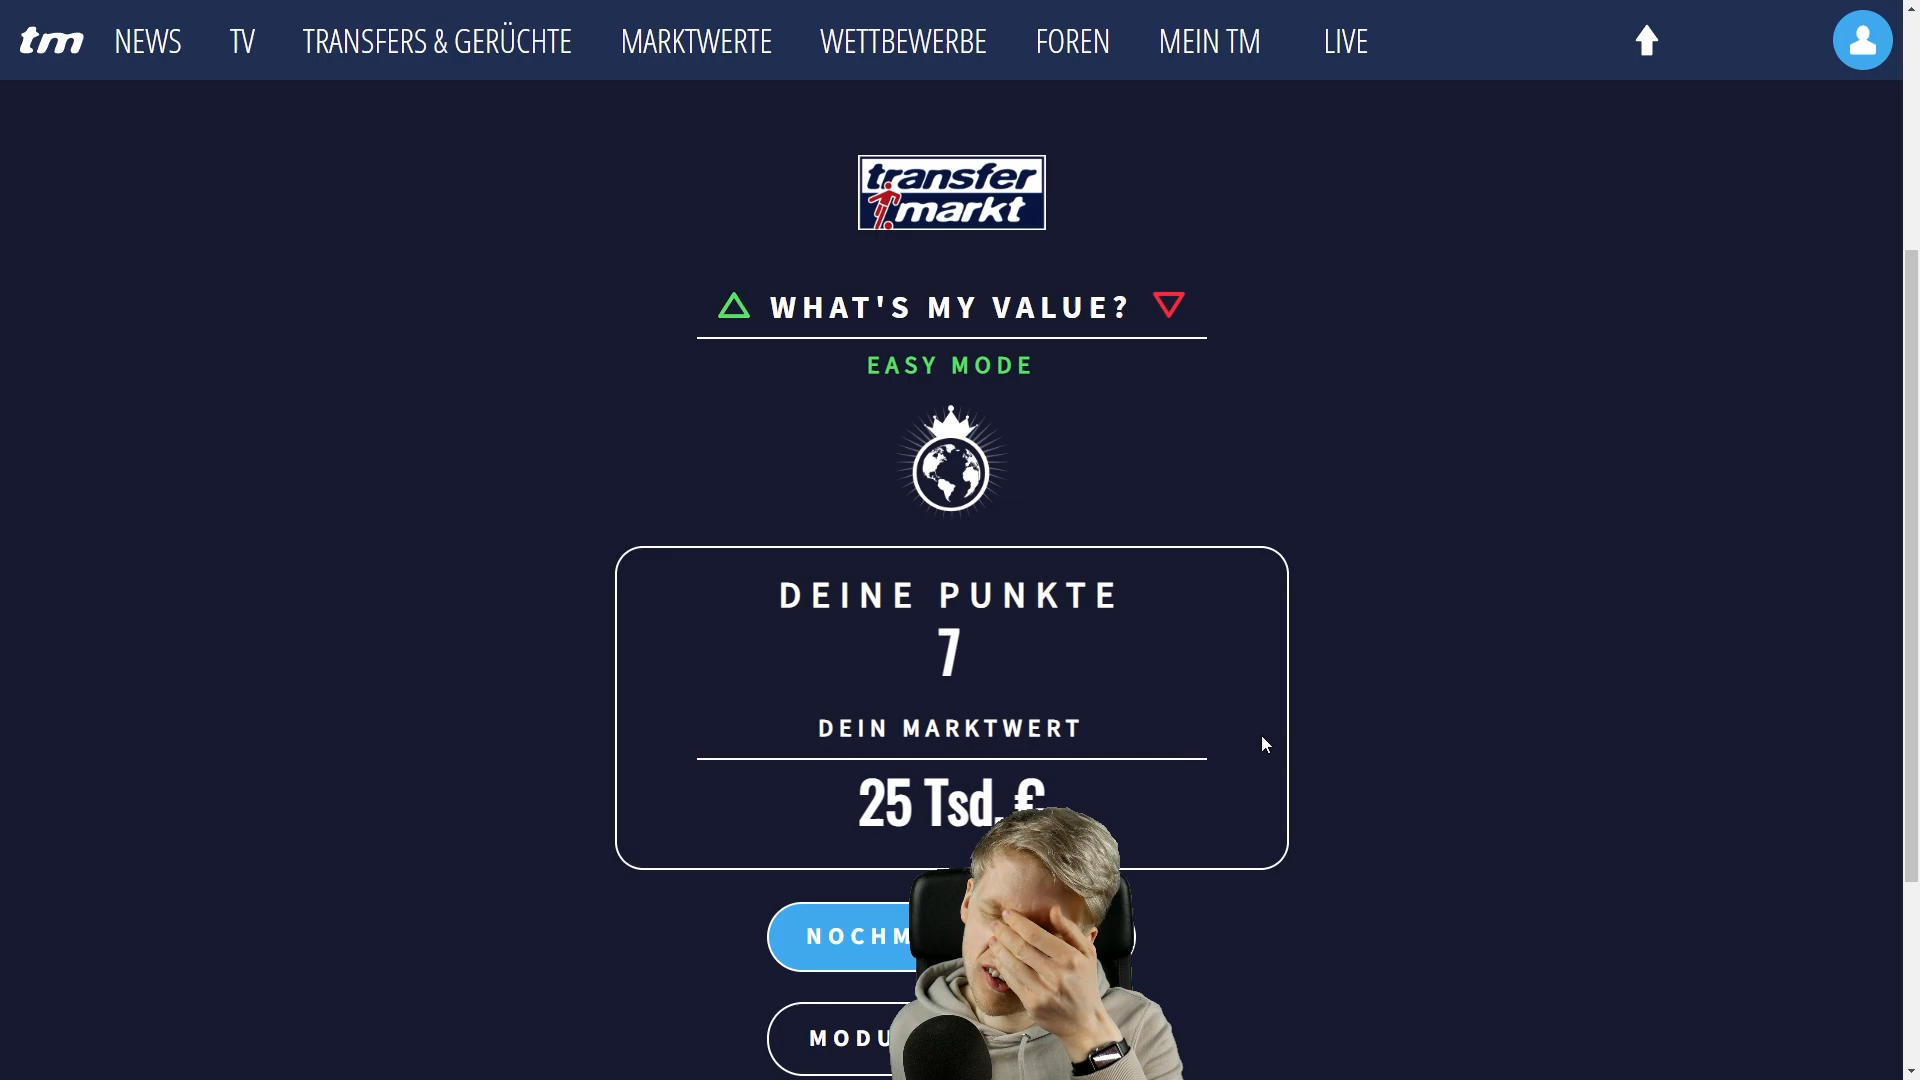 tm NEWS TV TRANSFERS & GERÜCHTE MARKTWERTE WETTBEWERBE FOREN MEIN TM LIVE
transfer
markt
WHAT'S MY VALUE?
EASY MODE
DEINE PUNKTE
7
DEIN MARKTWERT
25 Tsd. €
NOCHM
MODU